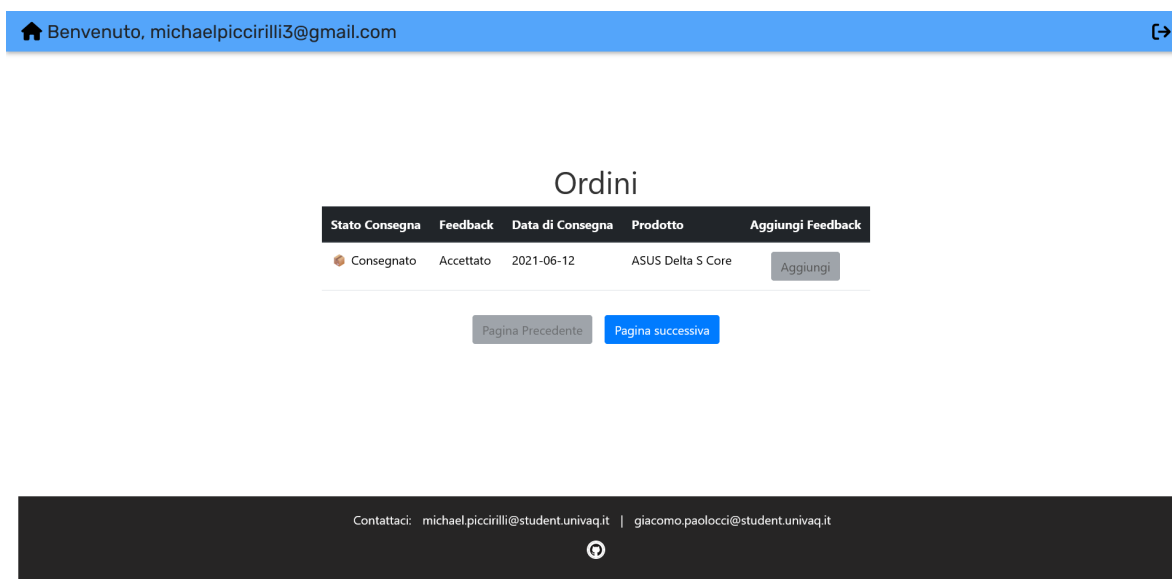 Benvenuto, michaelpiccirilli3@gmail.com
Ordini
Stato Consegna Feedback Data di Consegna Prodotto Aggiungi Feedback
Consegnato Accettato 2021-06-12 ASUS Delta S Core Aggiungi
Pagina Precedente Pagina successiva
Contattaci: michael.piccirilli@student.univaq.it | giacomo.paolocci@student.univaq.it